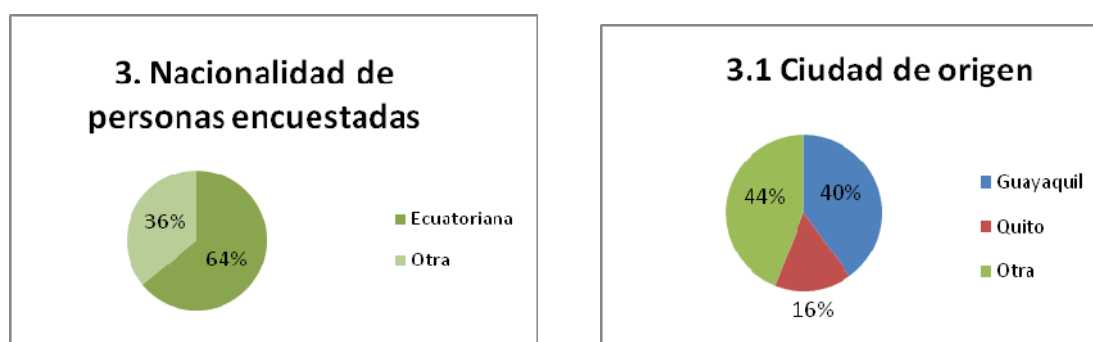 3. Nacionalidad de
personas encuestadas
36%
64%
Ecuatoriana
Otra
3.1 Ciudad de origen
44%
40%
16%
Guayaquil
Quito
Otra